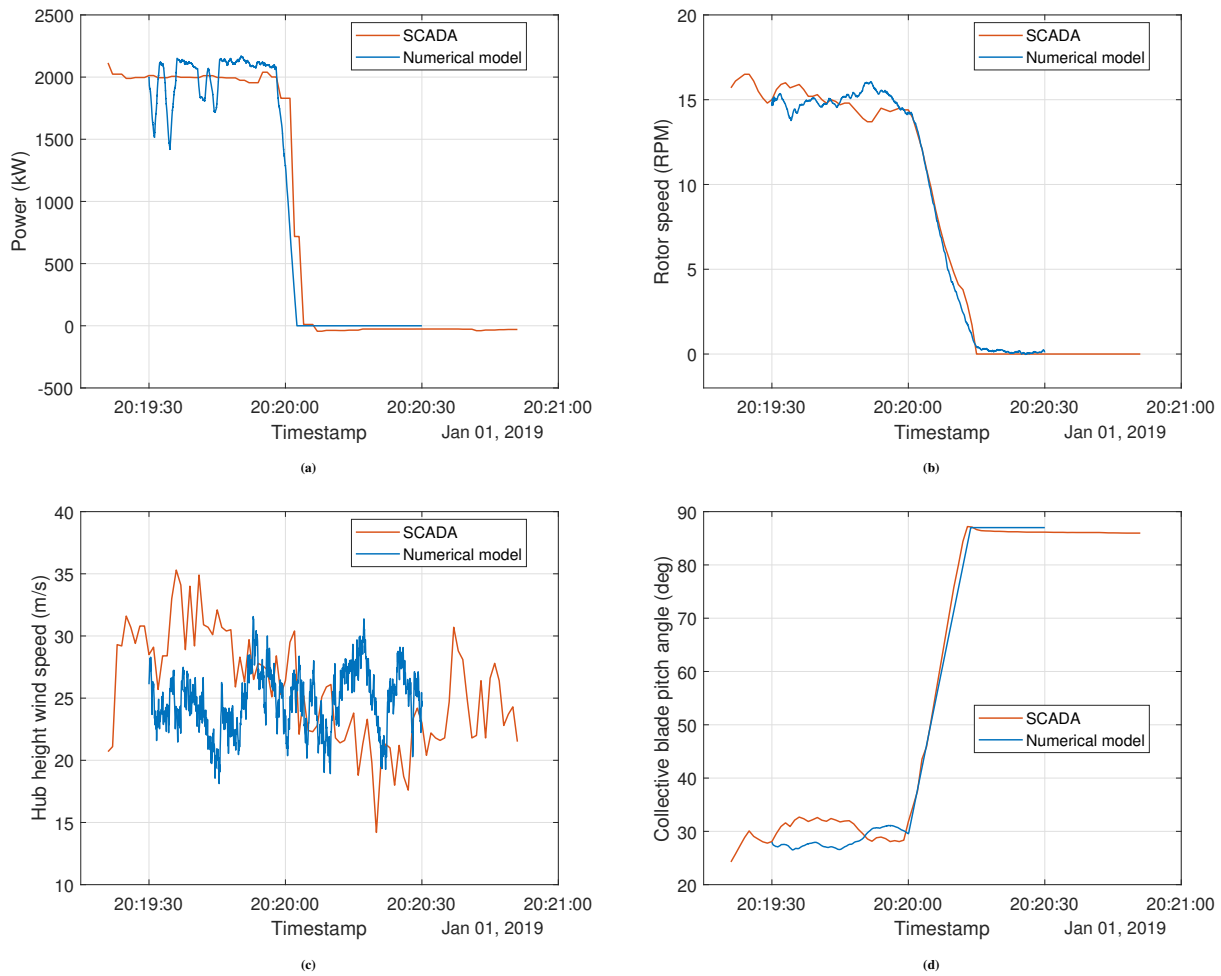 2500
2000
1500
1000
500
0
-500
Power (kW)
SCADA
Numerical model
20:19:30
20:20:00
20:20:30
20:21:00
Timestamp
Jan 01, 2019
(a)
20
15
10
5
0
Rotor speed (RPM)
SCADA
Numerical model
20:19:30
20:20:00
20:20:30
20:21:00
Timestamp
Jan 01, 2019
(b)
40
35
30
25
20
15
10
Hub height wind speed (m/s)
SCADA
Numerical model
20:19:30
20:20:00
20:20:30
20:21:00
Timestamp
Jan 01, 2019
(c)
90
80
70
60
50
40
30
20
Collective blade pitch angle (deg)
SCADA
Numerical model
20:19:30
20:20:00
20:20:30
20:21:00
Timestamp
Jan 01, 2019
(d)